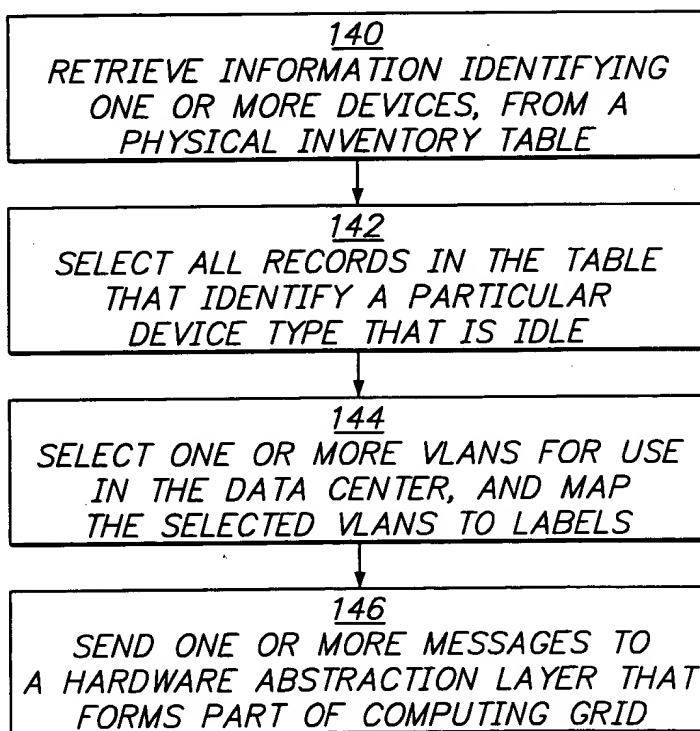 140
RETRIEVE INFORMATION IDENTIFYING
ONE OR MORE DEVICES, FROM A
PHYSICAL INVENTORY TABLE
142
SELECT ALL RECORDS IN THE TABLE
THAT IDENTIFY A PARTICULAR
DEVICE TYPE THAT IS IDLE
144
SELECT ONE OR MORE VLANS FOR USE
IN THE DATA CENTER, AND MAP
THE SELECTED VLANS TO LABELS
146
SEND ONE OR MORE MESSAGES TO
A HARDWARE ABSTRACTION LAYER THAT
FORMS PART OF COMPUTING GRID